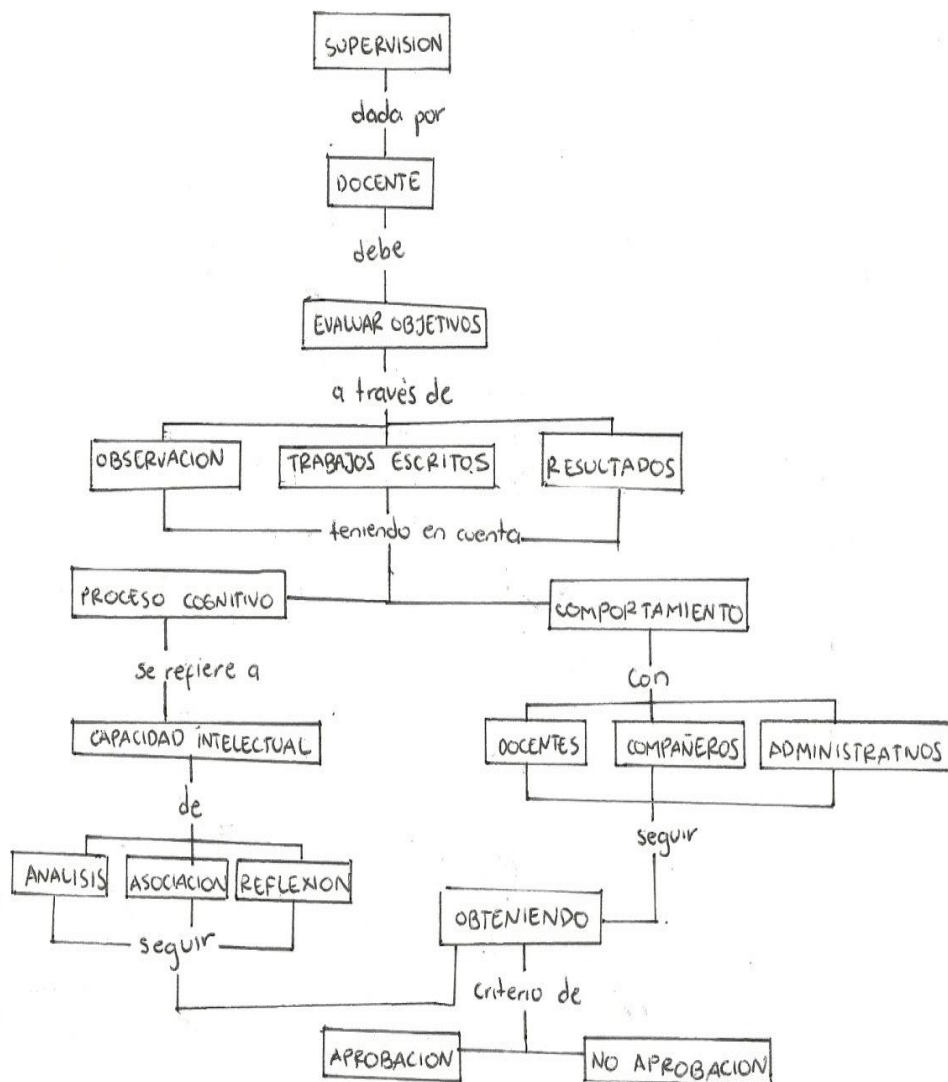 SUPERVISION
dada por
DOCENTE
debe
EVALUAR OBJETIVOS
a través de
OBSERVACION TRABAJOS ESCRITOS RESULTADOS
teniendo en cuenta
PROCESO COGNITIVO COMPORTAMIENTO
se refiere a con
CAPACIDAD INTELECTUAL DOCENTES COMPAÑEROS ADMINISTRATIVOS
de seguir
ANALISIS ASOCIACION REFLEXION
OBTENIENDO
seguir
criterio de
APROBACION NO APROBACION